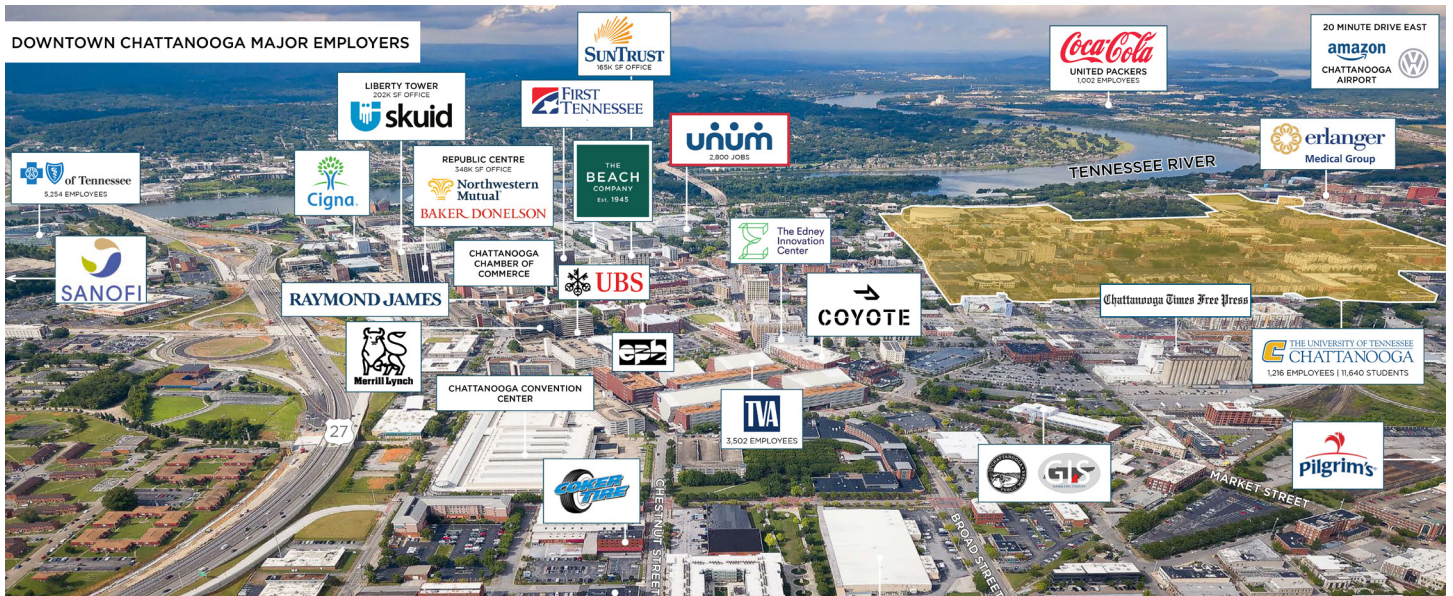 DOWNTOWN CHATTANOOGA MAJOR EMPLOYERS
SUNTRUST
165K SF OFFICE
Coca-Cola
UNITED PACKERS
1,002 EMPLOYEES
20 MINUTE DRIVE EAST
amazon
CHATTANOOGA
AIRPORT
LIBERTY TOWER
202K SF OFFICE
skuid
FIRST
TENNESSEE
unum
2,800 JOBS
erlanger
Medical Group
of Tennessee
5,254 EMPLOYEES
Cigna.
REPUBLIC CENTRE
348K SF OFFICE
Northwestern
Mutual
BAKER DONELSON
THE
BEACH
COMPANY
Est. 1945
TENNESSEE RIVER
SANOFI
CHATTANOOGA
CHAMBER OF
COMMERCE
The Edney
Innovation
Center
UBS
RAYMOND JAMES
COYOTE
Chattanooga Times Free Press
Merrill Lynch
epb
THE UNIVERSITY OF TENNESSEE
CHATTANOOGA
1,216 EMPLOYEES | 11,640 STUDENTS
CHATTANOOGA CONVENTION
CENTER
TVA
3,502 EMPLOYEES
27
COKER
TIRE
Pilgrim's
CHESTNUT STREET
BROAD STREET
MARKET STREET